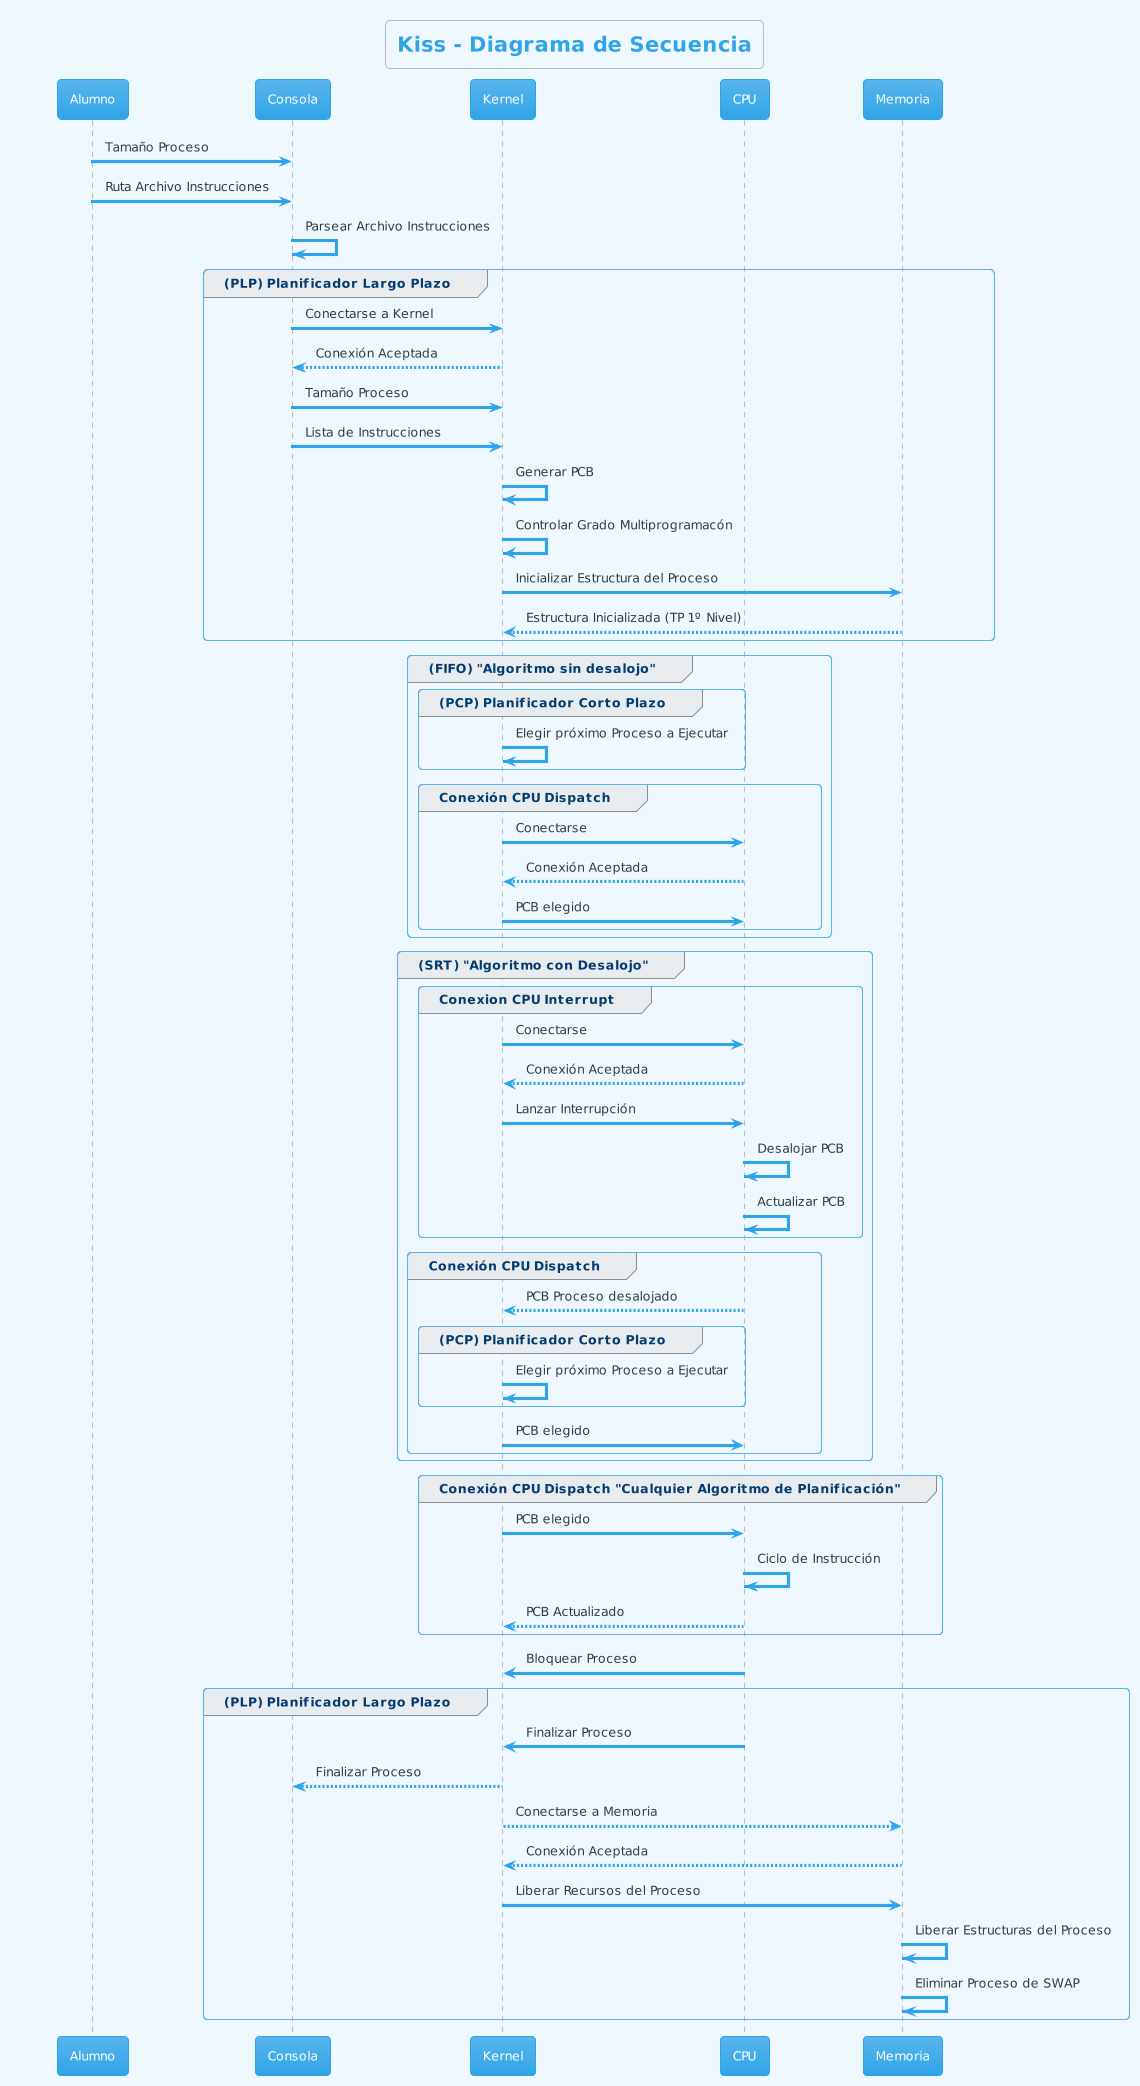 Kiss - Diagrama de Secuencia
Alumno
Consola
Kernel
CPU
Memoria
Tamaño Proceso
Ruta Archivo Instrucciones
Parsear Archivo Instrucciones
(PLP) Planificador Largo Plazo
Conectarse a Kernel
Conexión Aceptada
Tamaño Proceso
Lista de Instrucciones
Generar PCB
Controlar Grado Multiprogramacón
Inicializar Estructura del Proceso
Estructura Inicializada (TP 1º Nivel)
(FIFO) "Algoritmo sin desalojo"
(PCP) Planificador Corto Plazo
Elegir próximo Proceso a Ejecutar
Conexión CPU Dispatch
Conectarse
Conexión Aceptada
PCB elegido
(SRT) "Algoritmo con Desalojo"
Conexion CPU Interrupt
Conectarse
Conexión Aceptada
Lanzar Interrupción
Desalojar PCB
Actualizar PCB
Conexión CPU Dispatch
PCB Proceso desalojado
(PCP) Planificador Corto Plazo
Elegir próximo Proceso a Ejecutar
PCB elegido
Conexión CPU Dispatch "Cualquier Algoritmo de Planificación"
PCB elegido
Ciclo de Instrucción
PCB Actualizado
Bloquear Proceso
(PLP) Planificador Largo Plazo
Finalizar Proceso
Finalizar Proceso
Conectarse a Memoria
Conexión Aceptada
Liberar Recursos del Proceso
Liberar Estructuras del Proceso
Eliminar Proceso de SWAP
Alumno
Consola
Kernel
CPU
Memoria